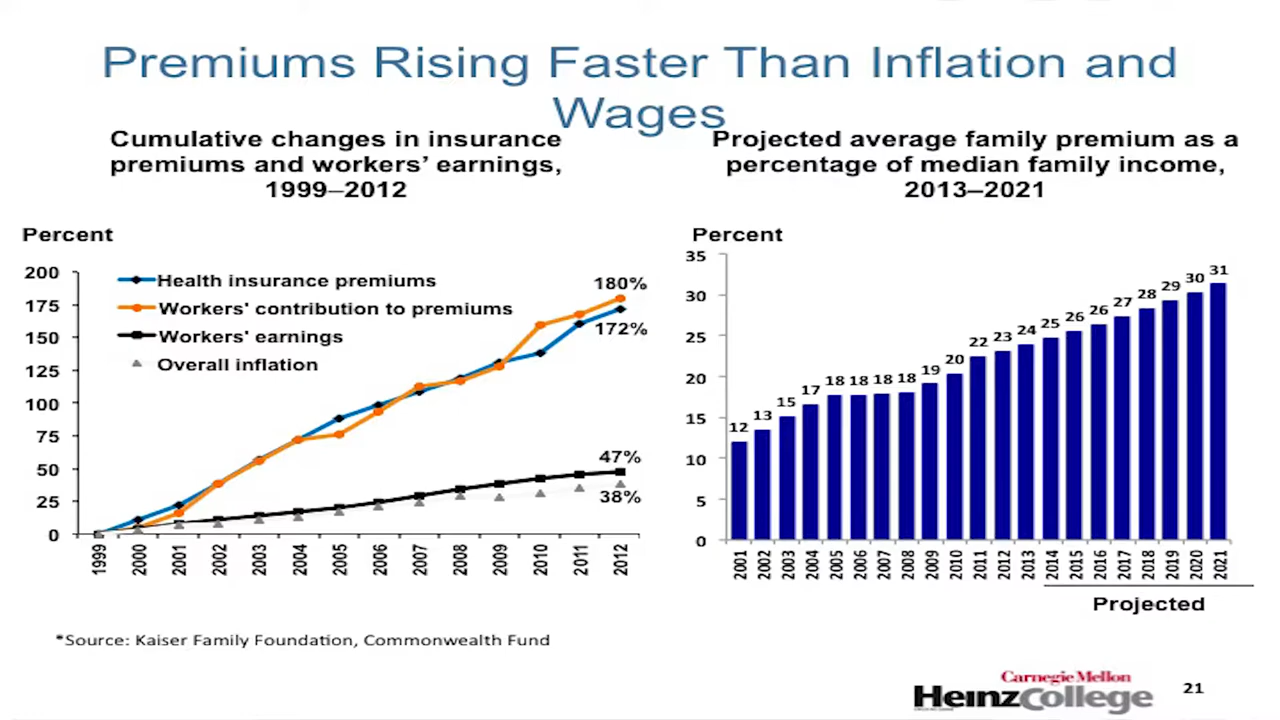 Premiums Rising Faster Than Inflation and
Wages
Cumulative changes in insurance
premiums and workers' earnings,
1999–2012
Percent
200
175
150
125
100
75
50
25
0
Health insurance premiums
Workers' contribution to premiums
Workers' earnings
Overall inflation
180%
172%
47%
38%
1999 2000 2001 2002 2003 2004 2005 2006 2007 2008 2009 2010 2011 2012
Projected average family premium as a
percentage of median family income,
2013–2021
Percent
35
30
25
20
15
10
5
0
12 13 15 17 18 18 18 18 19 20 22 23 24 25 26 26 27 28 29 30 31
2001 2002 2003 2004 2005 2006 2007 2008 2009 2010 2011 2012 2013 2014 2015 2016 2017 2018 2019 2020 2021
Projected
*Source: Kaiser Family Foundation, Commonwealth Fund
Carnegie Mellon
HeinzCollege
21